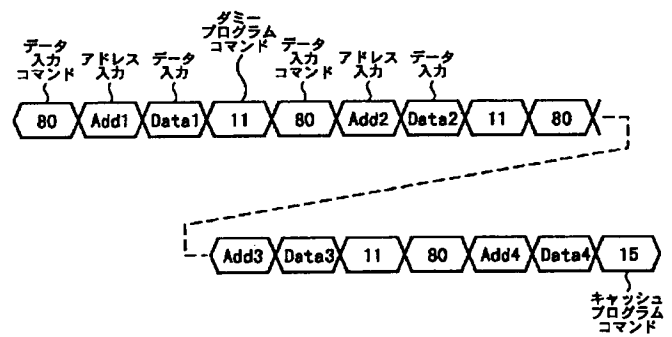 データ
入力
コマンド
アドレス
入力
データ
入力
ダミー
プログラム
コマンド
データ
入力
コマンド
アドレス
入力
データ
入力
80 Add1 Data1 11 80 Add2 Data2 11 80
Add3 Data3 11 80 Add4 Data4 15
キャッシュ
プログラム
コマンド